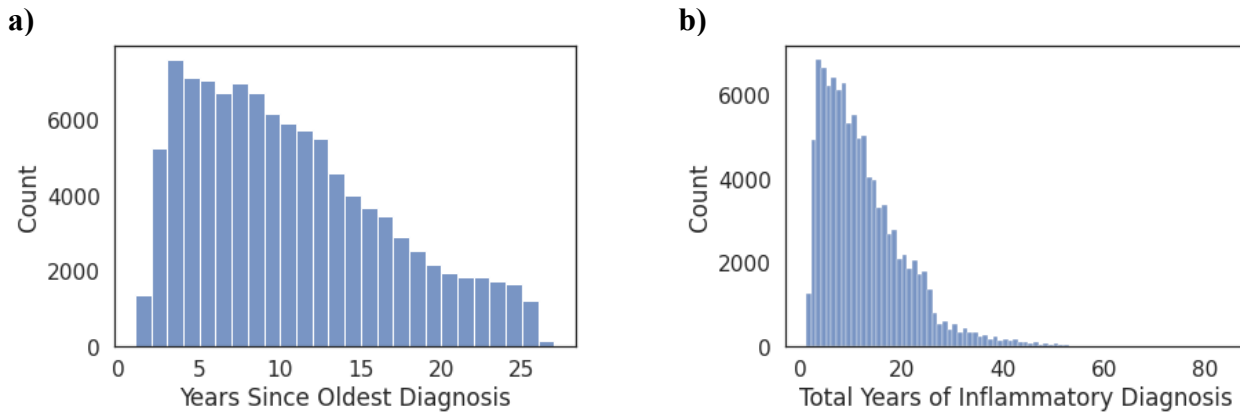 a)
b)
Count
6000
4000
2000
0
0 5 10 15 20 25
Years Since Oldest Diagnosis
Count
6000
4000
2000
0
0 20 40 60 80
Total Years of Inflammatory Diagnosis